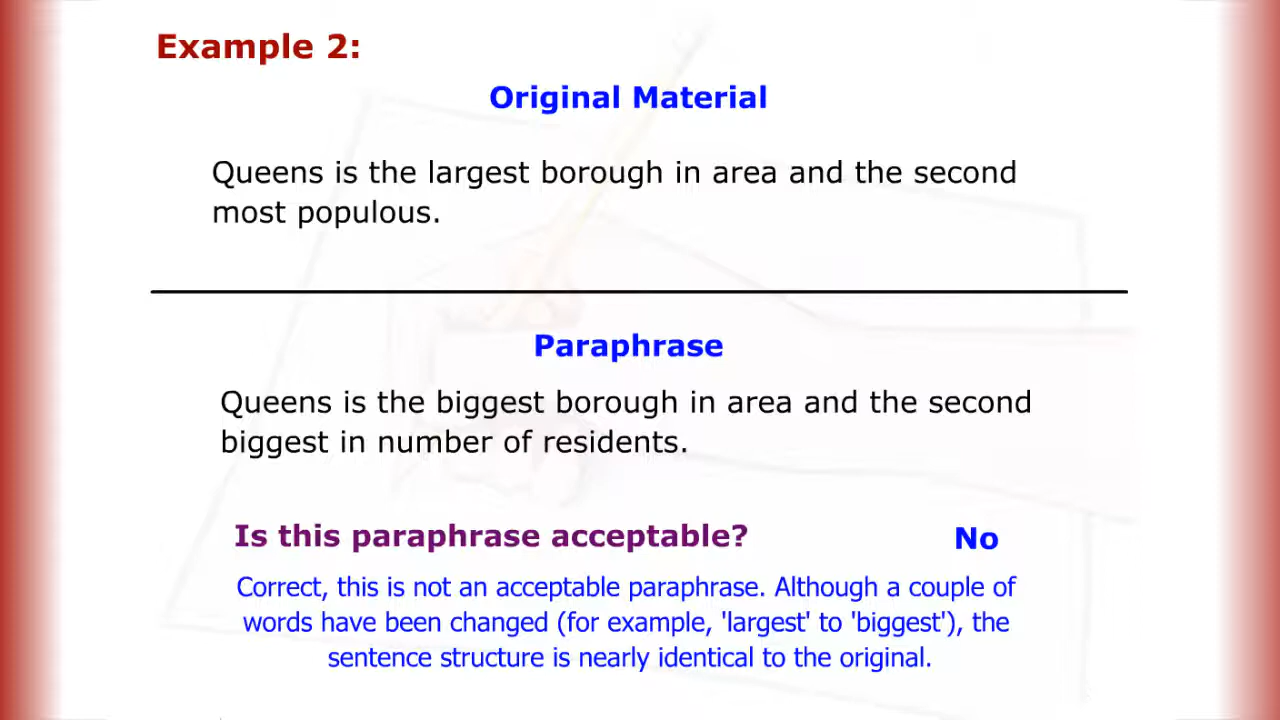 Example 2:
Original Material
Queens is the largest borough in area and the second
most populous.
Paraphrase
Queens is the biggest borough in area and the second
biggest in number of residents.
Is this paraphrase acceptable? No
Correct, this is not an acceptable paraphrase. Although a couple of
words have been changed (for example, 'largest' to 'biggest'), the
sentence structure is nearly identical to the original.